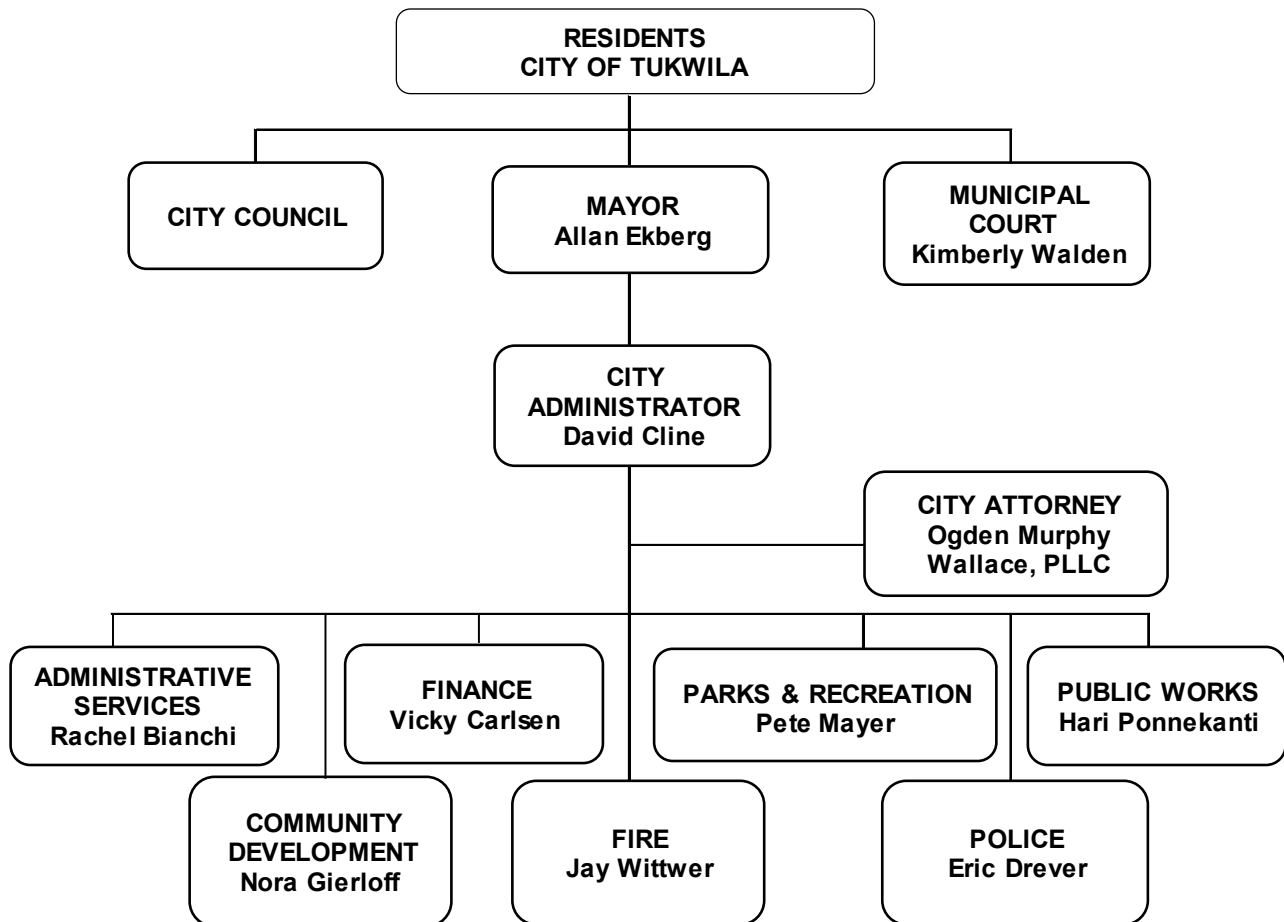 RESIDENTS
CITY OF TUKWILA
CITY COUNCIL
MAYOR
Allan Ekberg
MUNICIPAL
COURT
Kimberly Walden
CITY
ADMINISTRATOR
David Cline
CITY ATTORNEY
Ogden Murphy
Wallace, PLLC
ADMINISTRATIVE
SERVICES
Rachel Bianchi
FINANCE
Vicky Carlsen
PARKS & RECREATION
Pete Mayer
PUBLIC WORKS
Hari Ponnekanti
COMMUNITY
DEVELOPMENT
Nora Gierloff
FIRE
Jay Wittwer
POLICE
Eric Drever